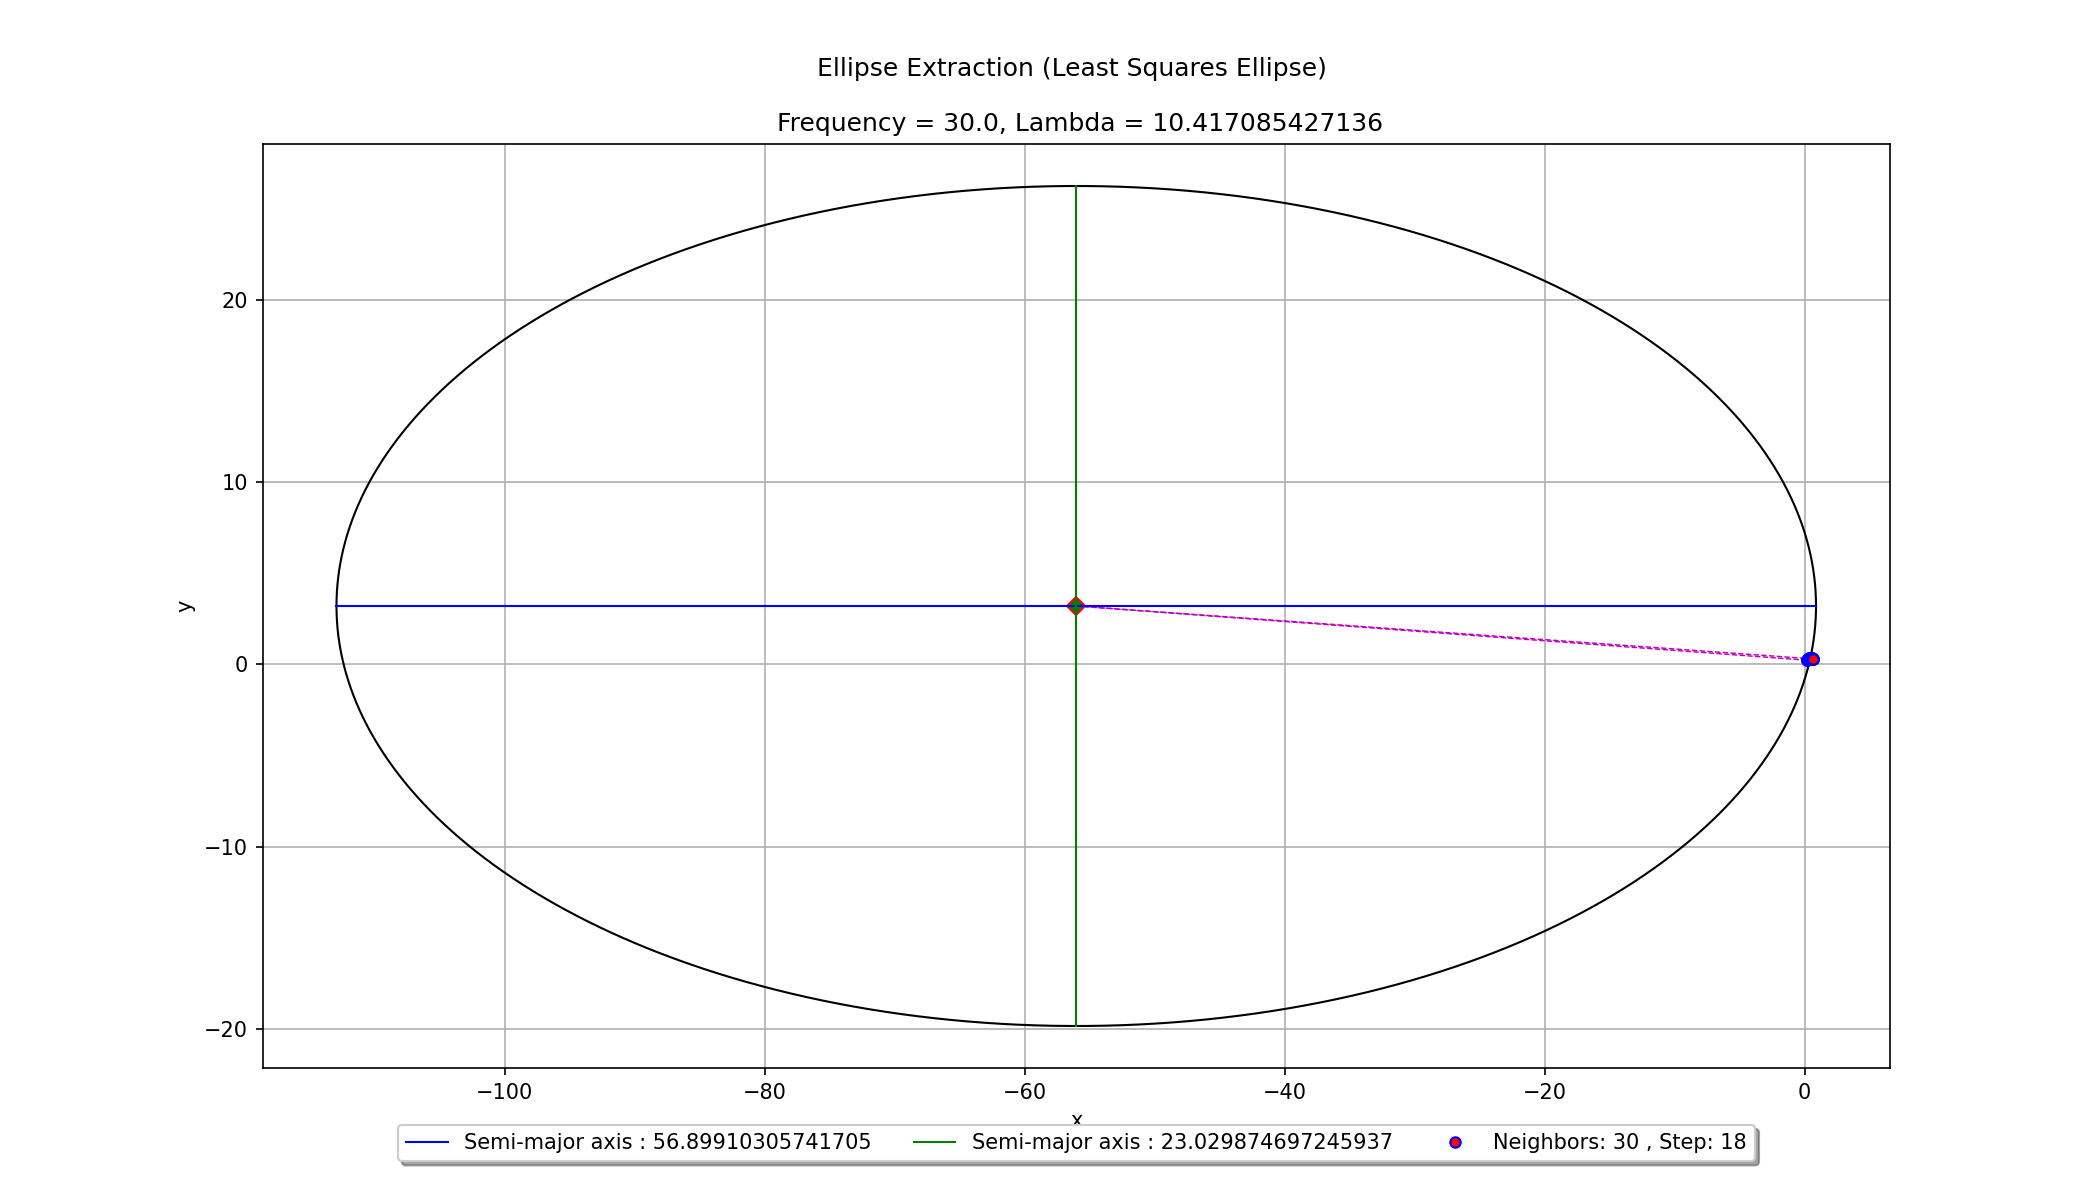 Ellipse Extraction (Least Squares Ellipse)
Frequency = 30.0, Lambda = 10.417085427136
20
10
0
−10
−20
y
−100
−80
−60
−40
−20
0
x
Semi-major axis : 56.89910305741705
Semi-major axis : 23.029874697245937
Neighbors: 30 , Step: 18